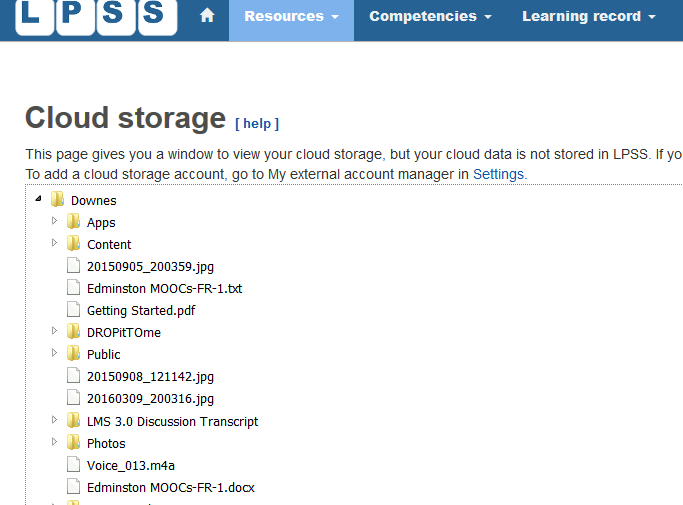 LPSS Resources Competencies Learning record
Cloud storage [ help ]
This page gives you a window to view your cloud storage, but your cloud data is not stored in LPSS. If yo
To add a cloud storage account, go to My external account manager in Settings.
Downes
Apps
Content
20150905_200359.jpg
Edminston MOOCs-FR-1.txt
Getting Started.pdf
DROPitTOme
Public
20150908_121142.jpg
20160309_200316.jpg
LMS 3.0 Discussion Transcript
Photos
Voice_013.m4a
Edminston MOOCs-FR-1.docx